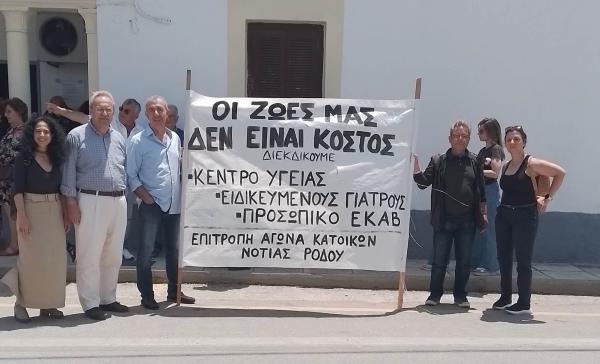 ΟΙ ΖΩΕΣ ΜΑΣ
ΔΕΝ ΕΙΝΑΙ ΚΟΣΤΟΣ
ΔΙΕΚΔΙΚΟΥΜΕ
•ΚΕΝΤΡΟ ΥΓΕΙΑΣ
•ΕΙΔΙΚΕΥΜΕΝΟΥΣ ΓΙΑΤΡΟΥΣ
•ΠΡΟΣΩΠΙΚΟ ΕΚΑΒ
ΕΠΙΤΡΟΠΗ ΑΓΩΝΑ ΚΑΤΟΙΚΩΝ
ΝΟΤΙΑΣ ΡΟΔΟΥ